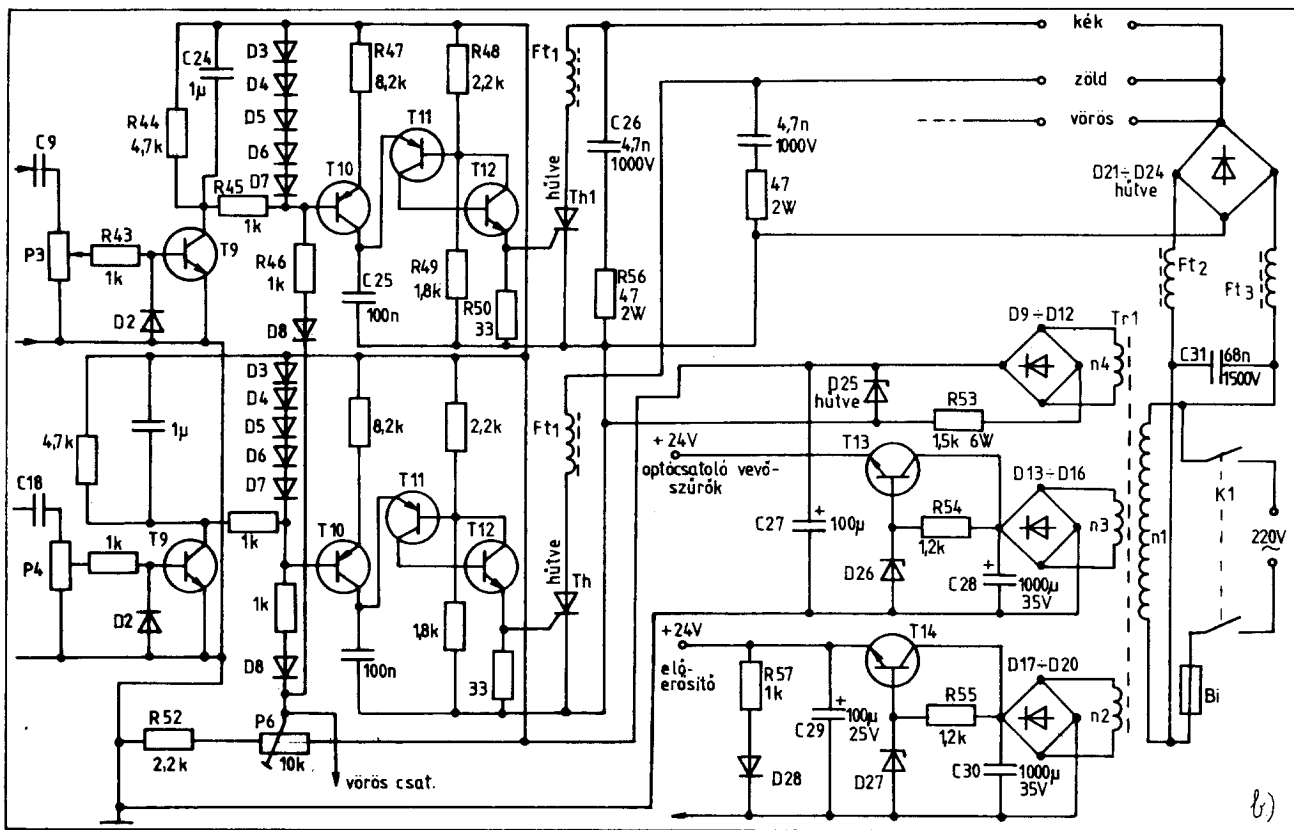 kék
zöld
vörös
C24
1µ
D3
D4
D5
D6
D7
R47
8,2k
R48
2,2k
Ft1
C26
4,7n
1000V
4,7n
1000V
47
2W
R44
4,7k
T11
T10
T12
hűtve
Th1
D21÷D24
hűtve
C9
R45
1k
P3
R43
1k
T9
R46
1k
C25
100n
R49
1,8k
R50
33
R56
47
2W
Ft2
Ft3
D2
D8
D9÷D12
Tr1
n4
C31
68n
1500V
D25
hűtve
R53
1,5k 6W
4,7k
1µ
D3
D4
D5
D6
D7
8,2k
2,2k
Ft1
+24V
optócsatoló vevő-
szűrők
T13
D13÷D16
n3
n1
K1
220V
~
C18
P4
1k
T9
1k
T10
T11
T12
hűtve
Th
C27
+
100µ
R54
1,2k
D26
C28
+
1000µ
35V
D2
1k
D8
100n
1,8k
33
+24V
elő-
erősítő
T14
D17÷D20
n2
Bi
R57
1k
C29
+
100µ
25V
R55
1,2k
D28
D27
C30
+
1000µ
35V
R52
2,2k
P6
10k
vörös csat.
b)